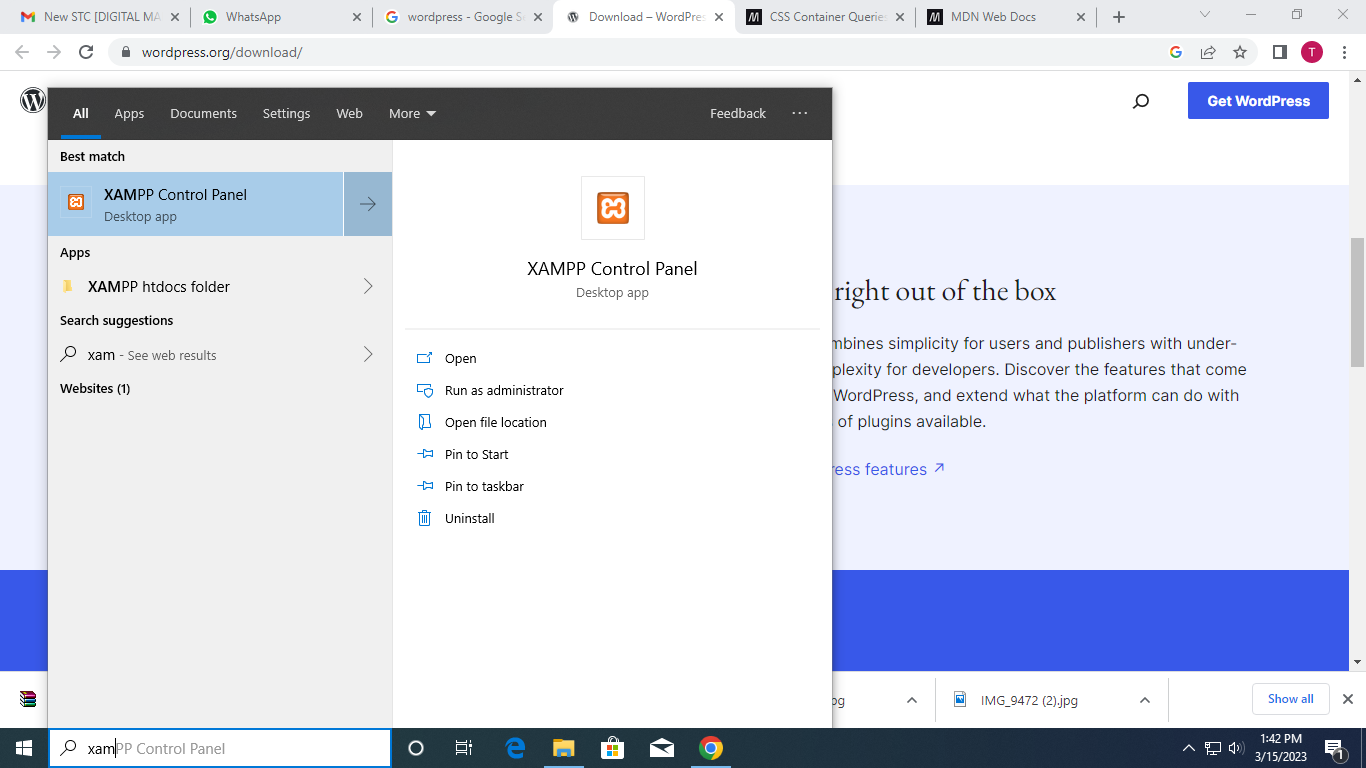 New STC [DIGITAL MA
WhatsApp
wordpress - Google S
Download – WordPres
CSS Container Querie
MDN Web Docs
wordpress.org/download/
T
Get WordPress
All
Apps
Documents
Settings
Web
More
Feedback
Best match
XAMPP Control Panel
Desktop app
Apps
XAMPP htdocs folder
Search suggestions
xam - See web results
Websites (1)
XAMPP Control Panel
Desktop app
Open
Run as administrator
Open file location
Pin to Start
Pin to taskbar
Uninstall
right out of the box
mbines simplicity for users and publishers with under-
plexity for developers. Discover the features that come
WordPress, and extend what the platform can do with
s of plugins available.
ress features ↗
pg
IMG_9472 (2).jpg
Show all
xamPP Control Panel
1:42 PM
3/15/2023
1